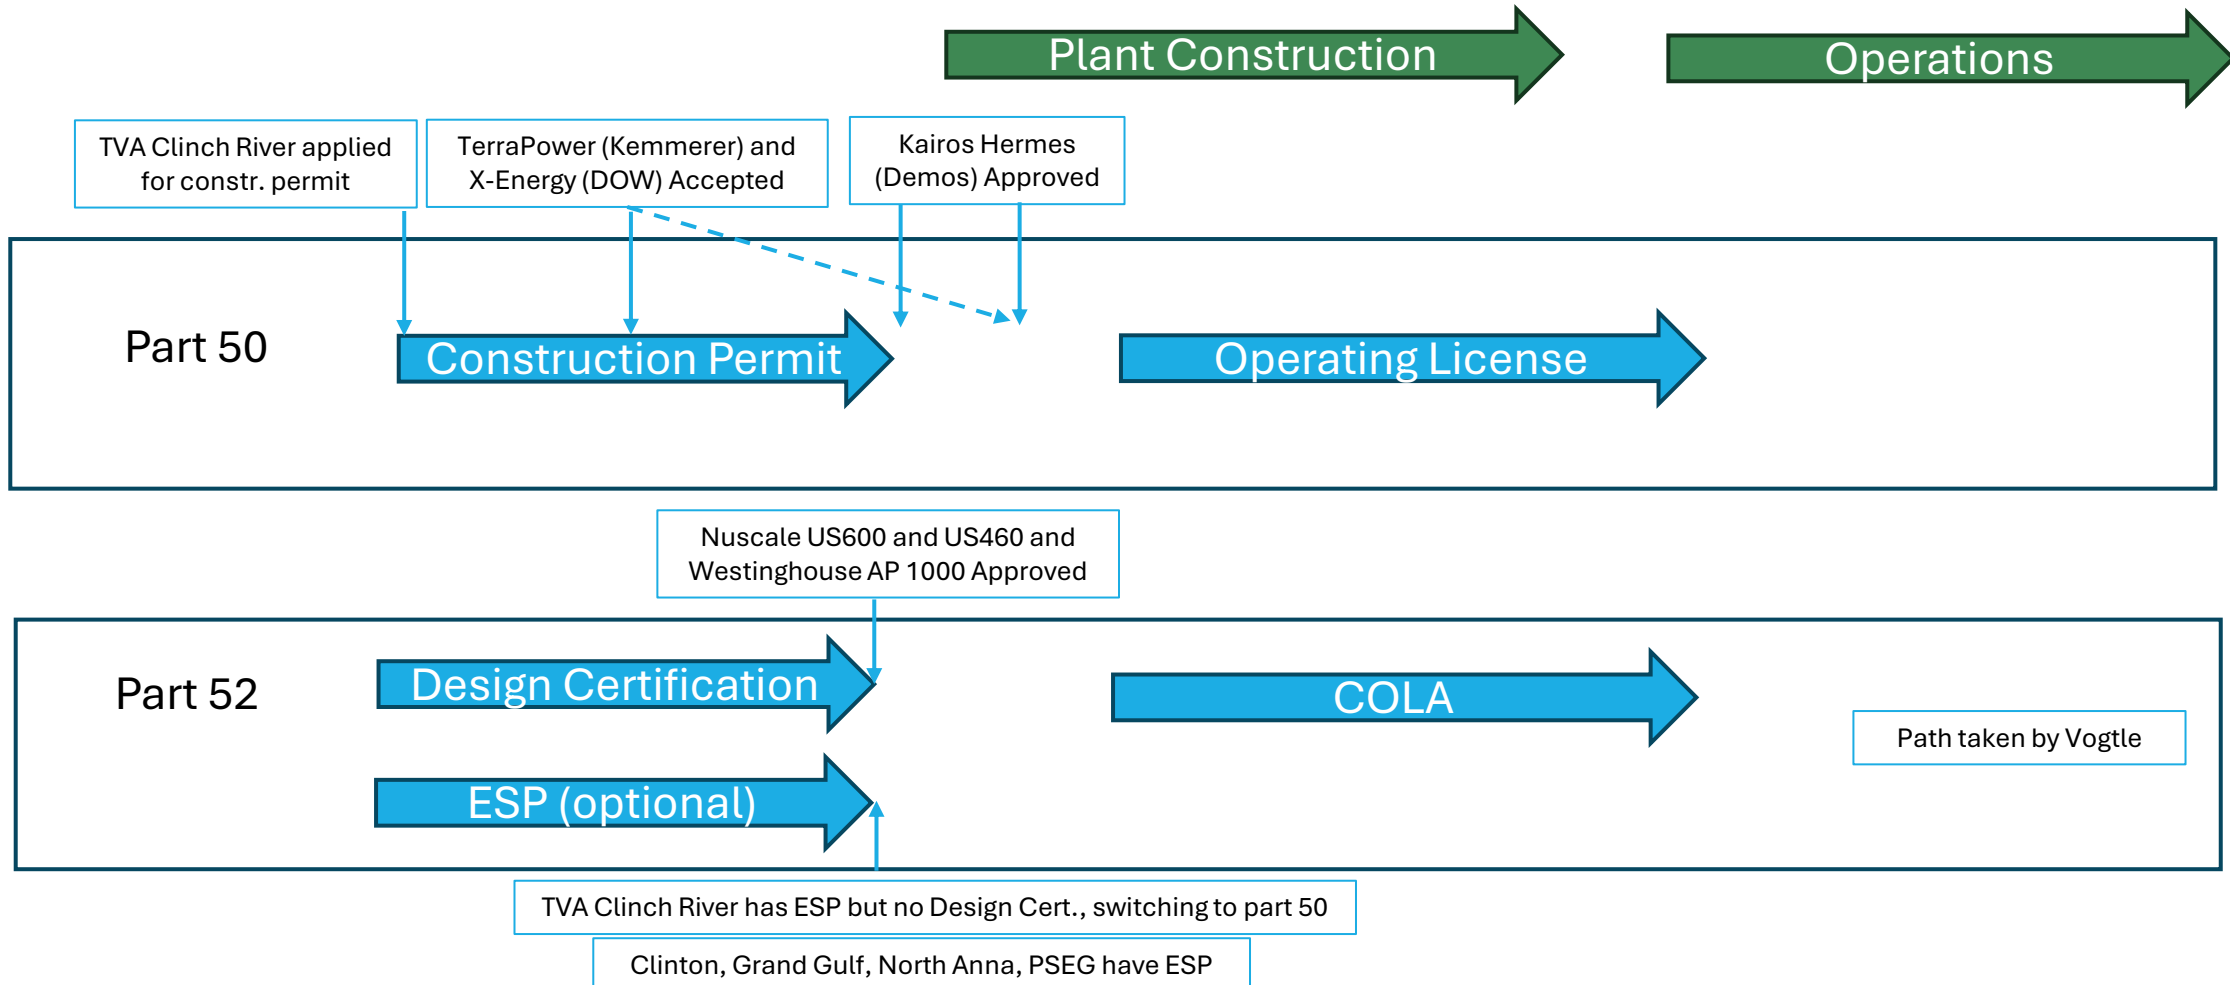 Plant Construction
Operations
TVA Clinch River applied
for constr. permit
TerraPower (Kemmerer) and
X-Energy (DOW) Accepted
Kairos Hermes
(Demos) Approved
Part 50
Construction Permit
Operating License
Nuscale US600 and US460 and
Westinghouse AP 1000 Approved
Part 52
Design Certification
COLA
Path taken by Vogtle
ESP (optional)
TVA Clinch River has ESP but no Design Cert., switching to part 50
Clinton, Grand Gulf, North Anna, PSEG have ESP